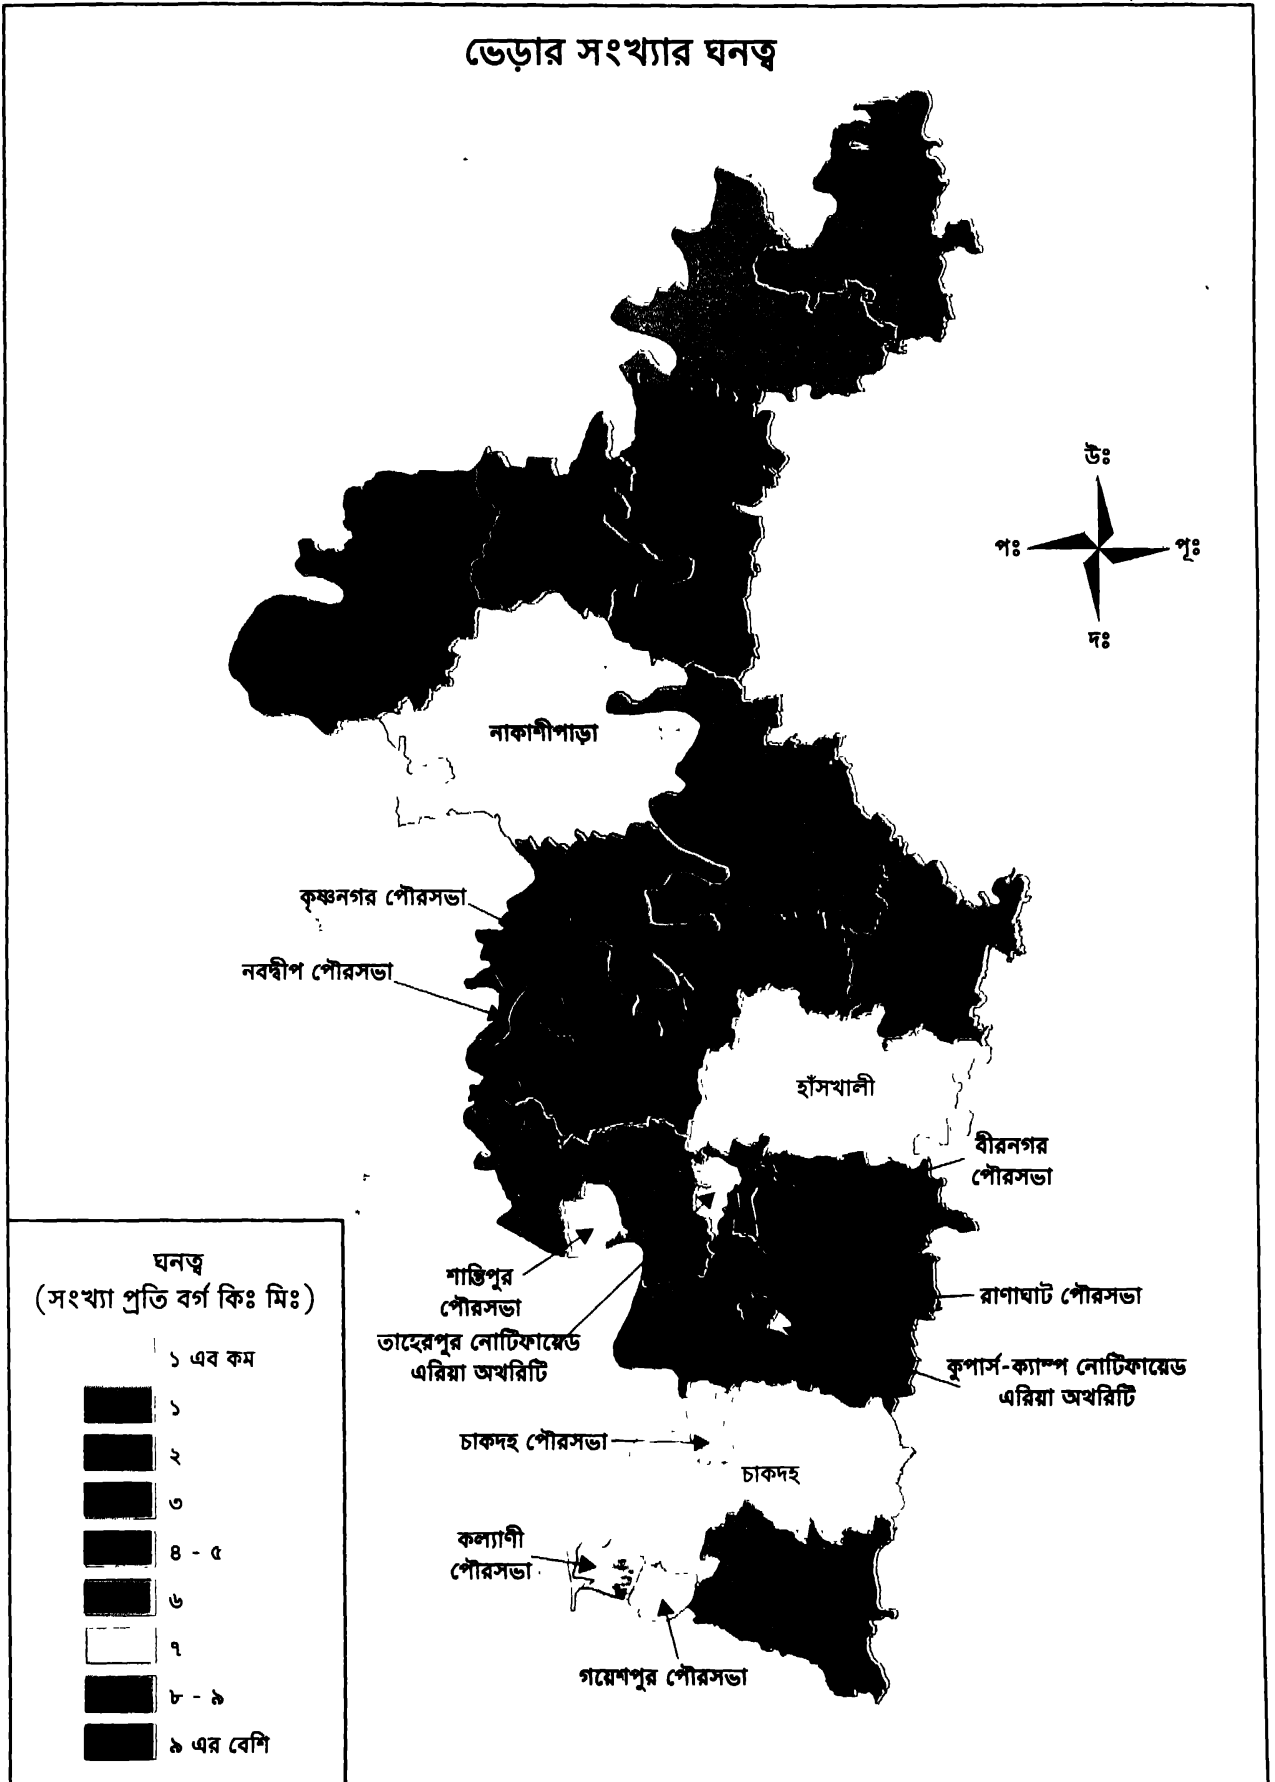 ভেড়ার সংখ্যার ঘনত্ব
উঃ
পঃ
পূঃ
দঃ
নাকাশীপাড়া
কৃষ্ণনগর পৌরসভা
নবদ্বীপ পৌরসভা
হাঁসখালী
বীরনগর
পৌরসভা
শান্তিপুর
পৌরসভা
রাণাঘাট পৌরসভা
তাহেরপুর নোটিফায়েড
এরিয়া অথরিটি
কুপার্স-ক্যাম্প নোটিফায়েড
এরিয়া অথরিটি
চাকদহ পৌরসভা
চাকদহ
কল্যাণী
পৌরসভা
গয়েশপুর পৌরসভা
ঘনত্ব
(সংখ্যা প্রতি বর্গ কিঃ মিঃ)
১ এব কম
১
২
৩
৪ - ৫
৬
৭
৮ - ৯
৯ এর বেশি